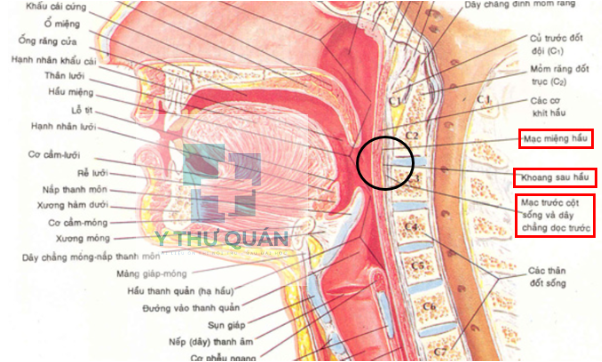 Khẩu cái cứng
Ổ miệng
Ống răng cửa
Hạnh nhân khẩu cái
Thân lưỡi
Hầu miệng
Lỗ tịt
Hạnh nhân lưỡi
Cơ cằm-lưỡi
Rễ lưỡi
Nắp thanh môn
Xương hàm dưới
Cơ cằm-móng
Xương móng
Dây chằng móng-nắp thanh môn
Màng giáp-móng
Hầu thanh quản (hạ hầu)
Đường vào thanh quản
Sụn giáp
Nếp (dây) thanh âm
Cơ phễu ngang
Y THƯ QUÁN
C1
C2
C4
C5
C6
C7
C1
Dây chằng đỉnh mỏm răng
Củ trước đốt
đội (C₁)
Mỏm răng đốt
trục (C₂)
Các cơ
khít hầu
Mạc miệng hầu
Khoang sau hầu
Mạc trước cột
sống và dây
chằng dọc trước
Các thân
đốt sống